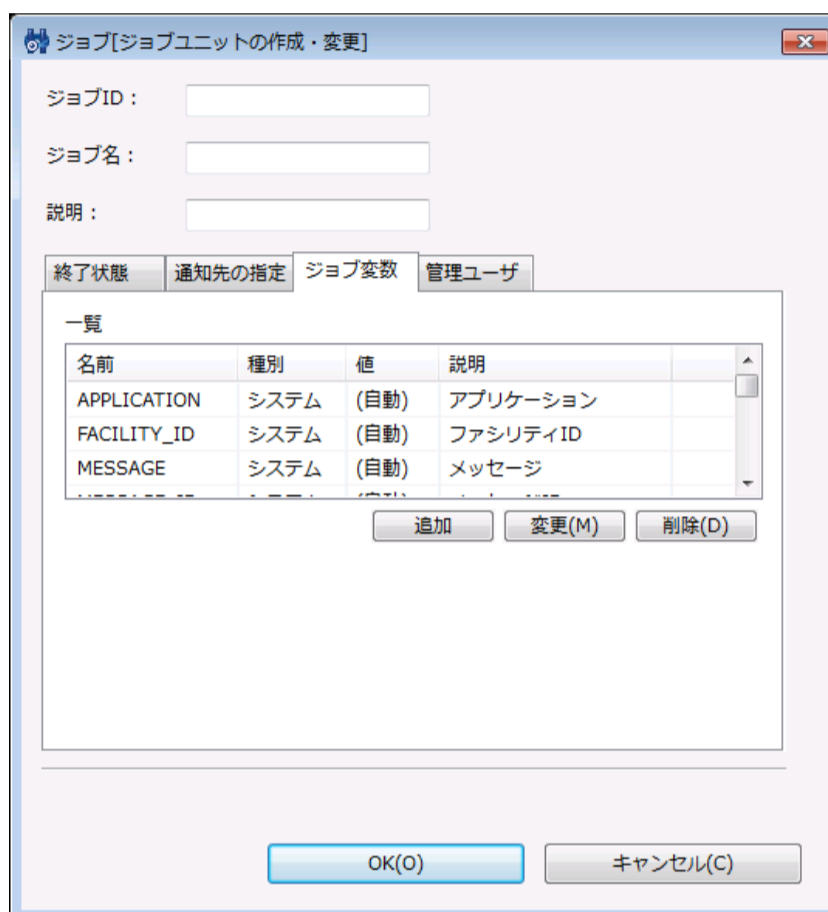 ジョブ[ジョブユニットの作成・変更]
ジョブID：
ジョブ名：
説明：
終了状態 通知先の指定 ジョブ変数 管理ユーザ
一覧
名前 種別 値 説明
APPLICATION システム (自動) アプリケーション
FACILITY_ID システム (自動) ファシリティID
MESSAGE システム (自動) メッセージ
追加 変更(M) 削除(D)
OK(O) キャンセル(C)